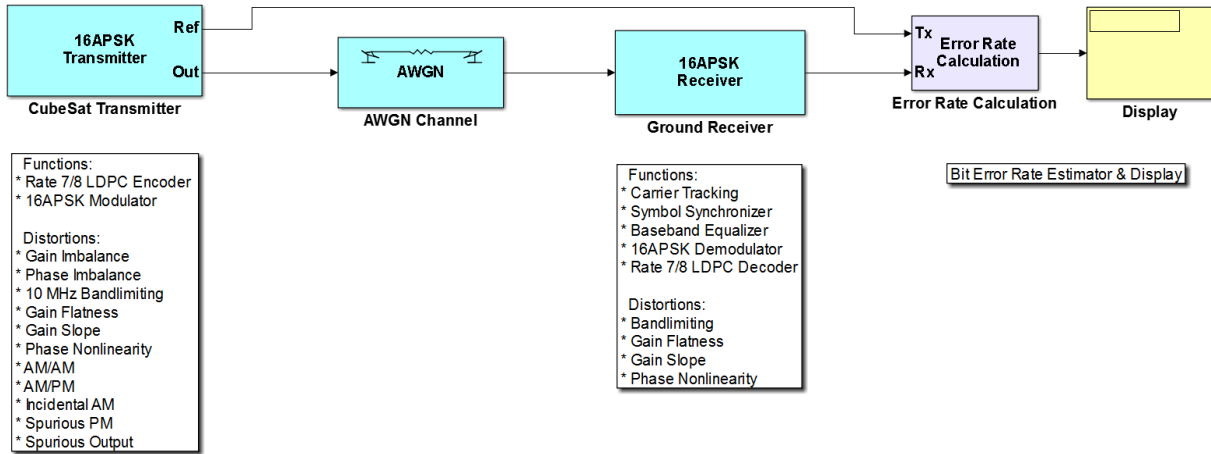 16APSK
Transmitter
Ref
Out
CubeSat Transmitter
AWGN
AWGN Channel
16APSK
Receiver
Ground Receiver
Tx
Rx
Error Rate
Calculation
Error Rate Calculation
Display
Functions:
* Rate 7/8 LDPC Encoder
* 16APSK Modulator
Distortions:
* Gain Imbalance
* Phase Imbalance
* 10 MHz Bandlimiting
* Gain Flatness
* Gain Slope
* Phase Nonlinearity
* AM/AM
* AM/PM
* Incidental AM
* Spurious PM
* Spurious Output
Functions:
* Carrier Tracking
* Symbol Synchronizer
* Baseband Equalizer
* 16APSK Demodulator
* Rate 7/8 LDPC Decoder
Distortions:
* Bandlimiting
* Gain Flatness
* Gain Slope
* Phase Nonlinearity
Bit Error Rate Estimator & Display